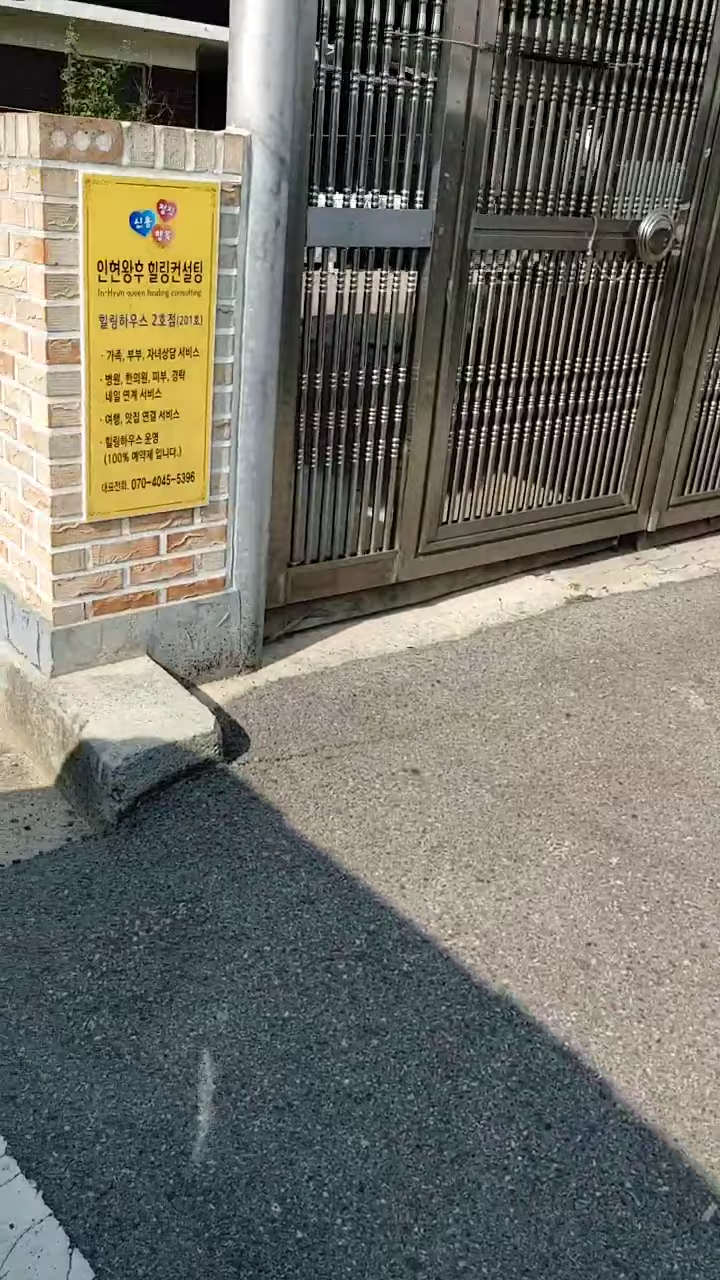 정직
신용
행복
인현왕후 힐링컨설팅
In-Hyun queen healing consulting
힐링하우스 2호점(201호)
· 가족, 부부, 자녀상담 서비스
· 병원, 한의원, 피부, 경락
네일 연계 서비스
· 여행, 맛집 연결 서비스
· 힐링하우스 운영
(100% 예약제 입니다.)
대표전화. 070-4045-5396